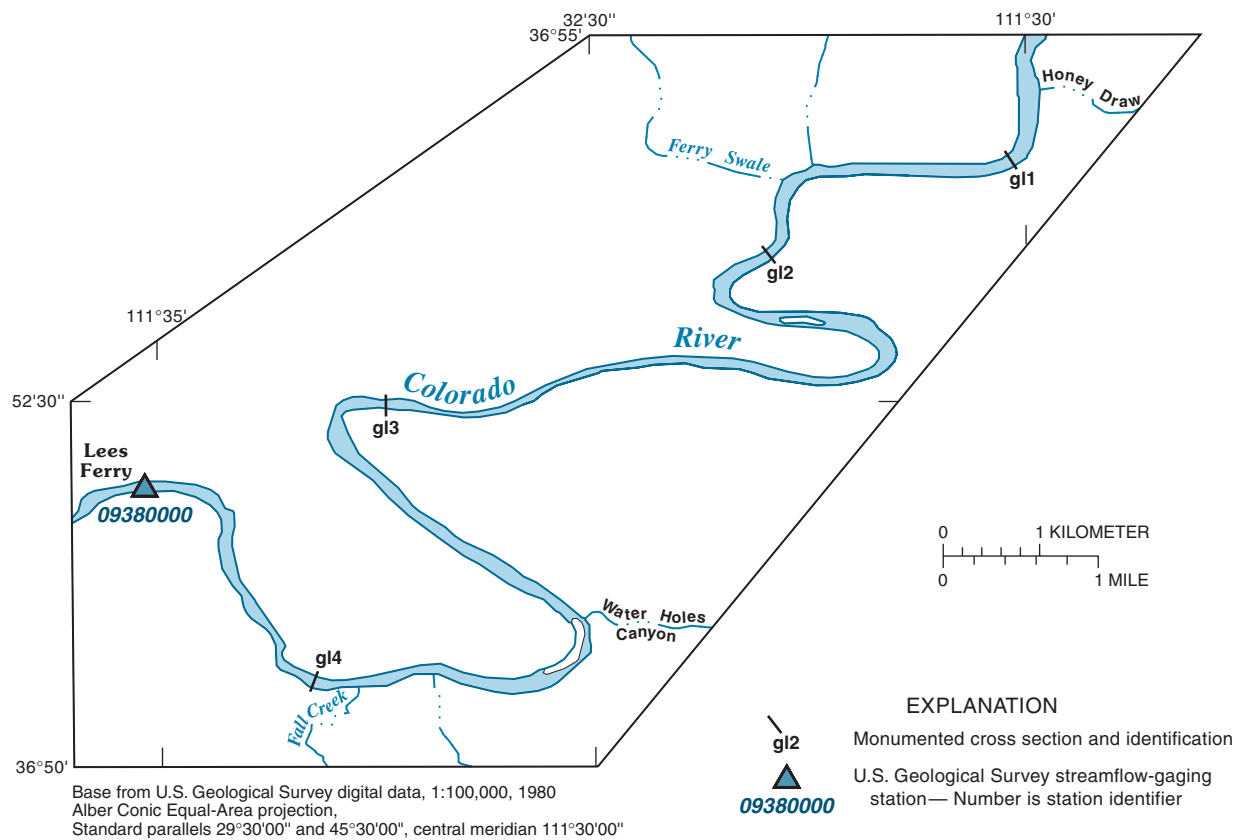 32'30"
36°55'
111°30'
Honey Draw
Ferry Swale
gl1
gl2
111°35'
River
Colorado
52'30"
gl3
Lees
Ferry
09380000
0 1 KILOMETER
0 1 MILE
Water Holes
Canyon
gl4
Fall Creek
36°50'
EXPLANATION
gl2
Monumented cross section and identification
U.S. Geological Survey streamflow-gaging
station— Number is station identifier
09380000
Base from U.S. Geological Survey digital data, 1:100,000, 1980
Alber Conic Equal-Area projection,
Standard parallels 29°30'00" and 45°30'00", central meridian 111°30'00"